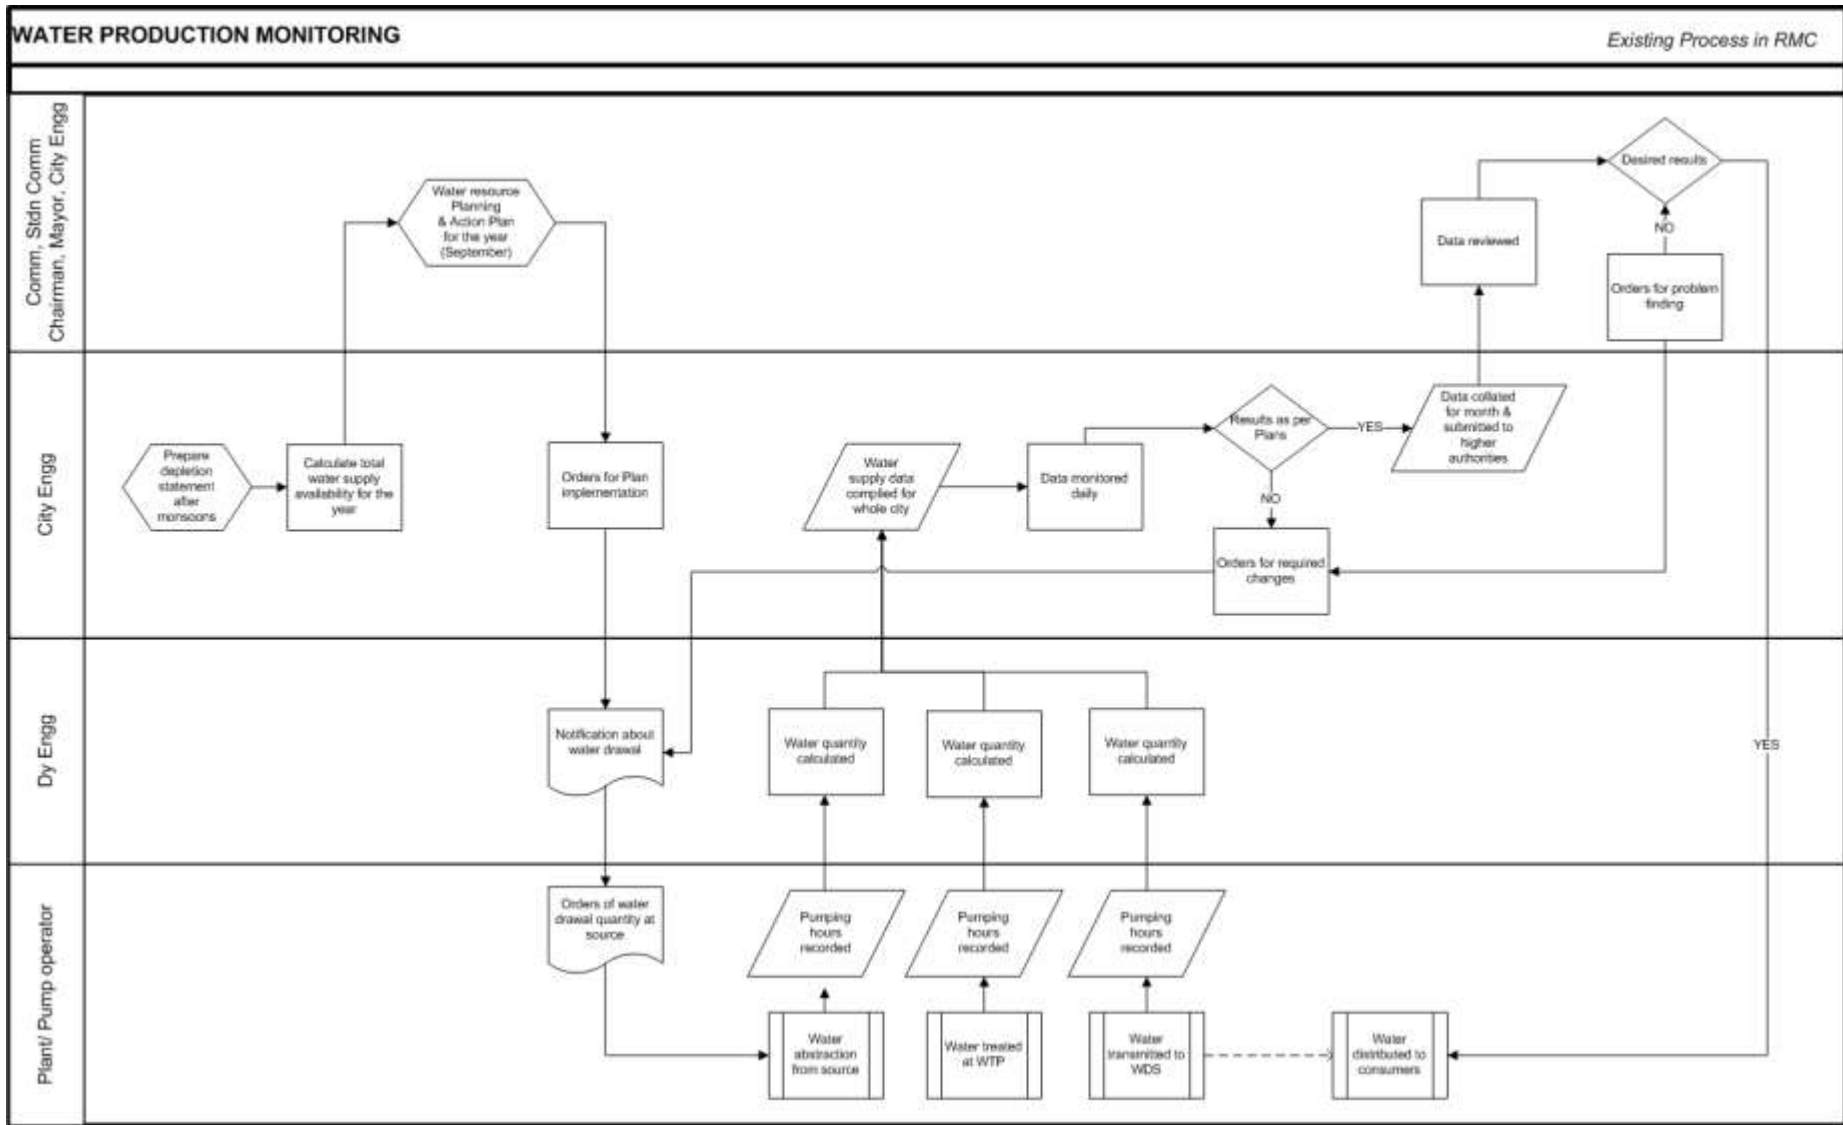 WATER PRODUCTION MONITORING
Existing Process in RMC
Comm, Stdn Comm
Chairman, Mayor, City Engg
Water resource
Planning
& Action Plan
for the year
(September)
Data reviewed
Desired results
NO
Orders for problem
finding
City Engg
Prepare
depletion
statement
after
monsoons
Calculate total
water supply
availability for the
year
Orders for Plan
implementation
Water
supply data
complied for
whole city
Data monitored
daily
Results as per
Plans
YES
Data collated
for month &
submitted to
higher
authorities
NO
Orders for required
changes
Dy Engg
Notification about
water drawal
Water quantity
calculated
Water quantity
calculated
Water quantity
calculated
YES
Plant/ Pump operator
Orders of water
drawal quantity at
source
Pumping
hours
recorded
Pumping
hours
recorded
Pumping
hours
recorded
Water
abstraction
from source
Water treated
at WTP
Water
transmitted to
WDS
Water
distributed to
consumers